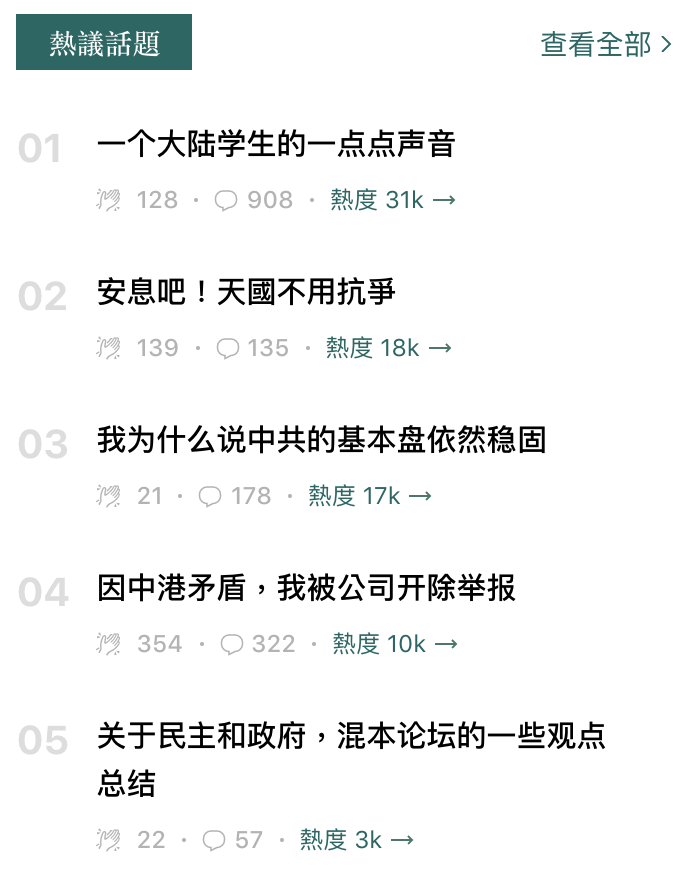 熱議話題
查看全部 >
01 一个大陆学生的一点点声音
128 · 908 · 熱度 31k →
02 安息吧！天國不用抗爭
139 · 135 · 熱度 18k →
03 我为什么说中共的基本盘依然稳固
21 · 178 · 熱度 17k →
04 因中港矛盾，我被公司开除举报
354 · 322 · 熱度 10k →
05 关于民主和政府，混本论坛的一些观点
总结
22 · 57 · 熱度 3k →